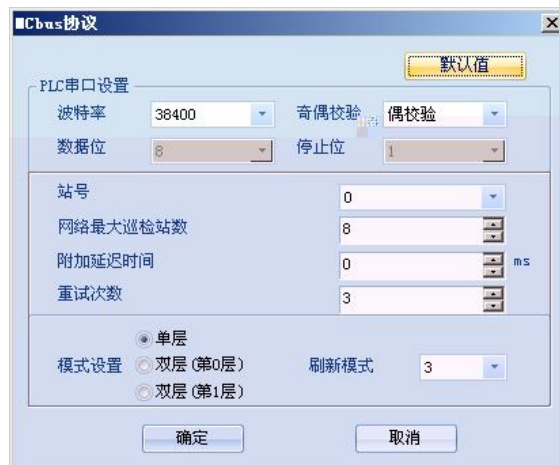 ■Cbus协议
默认值
PLC串口设置
波特率 38400 奇偶校验 偶校验
数据位 8 停止位 1
站号 0
网络最大巡检站数 8
附加延迟时间 0 ms
重试次数 3
单层
模式设置 双层(第0层) 刷新模式 3
双层(第1层)
确定 取消